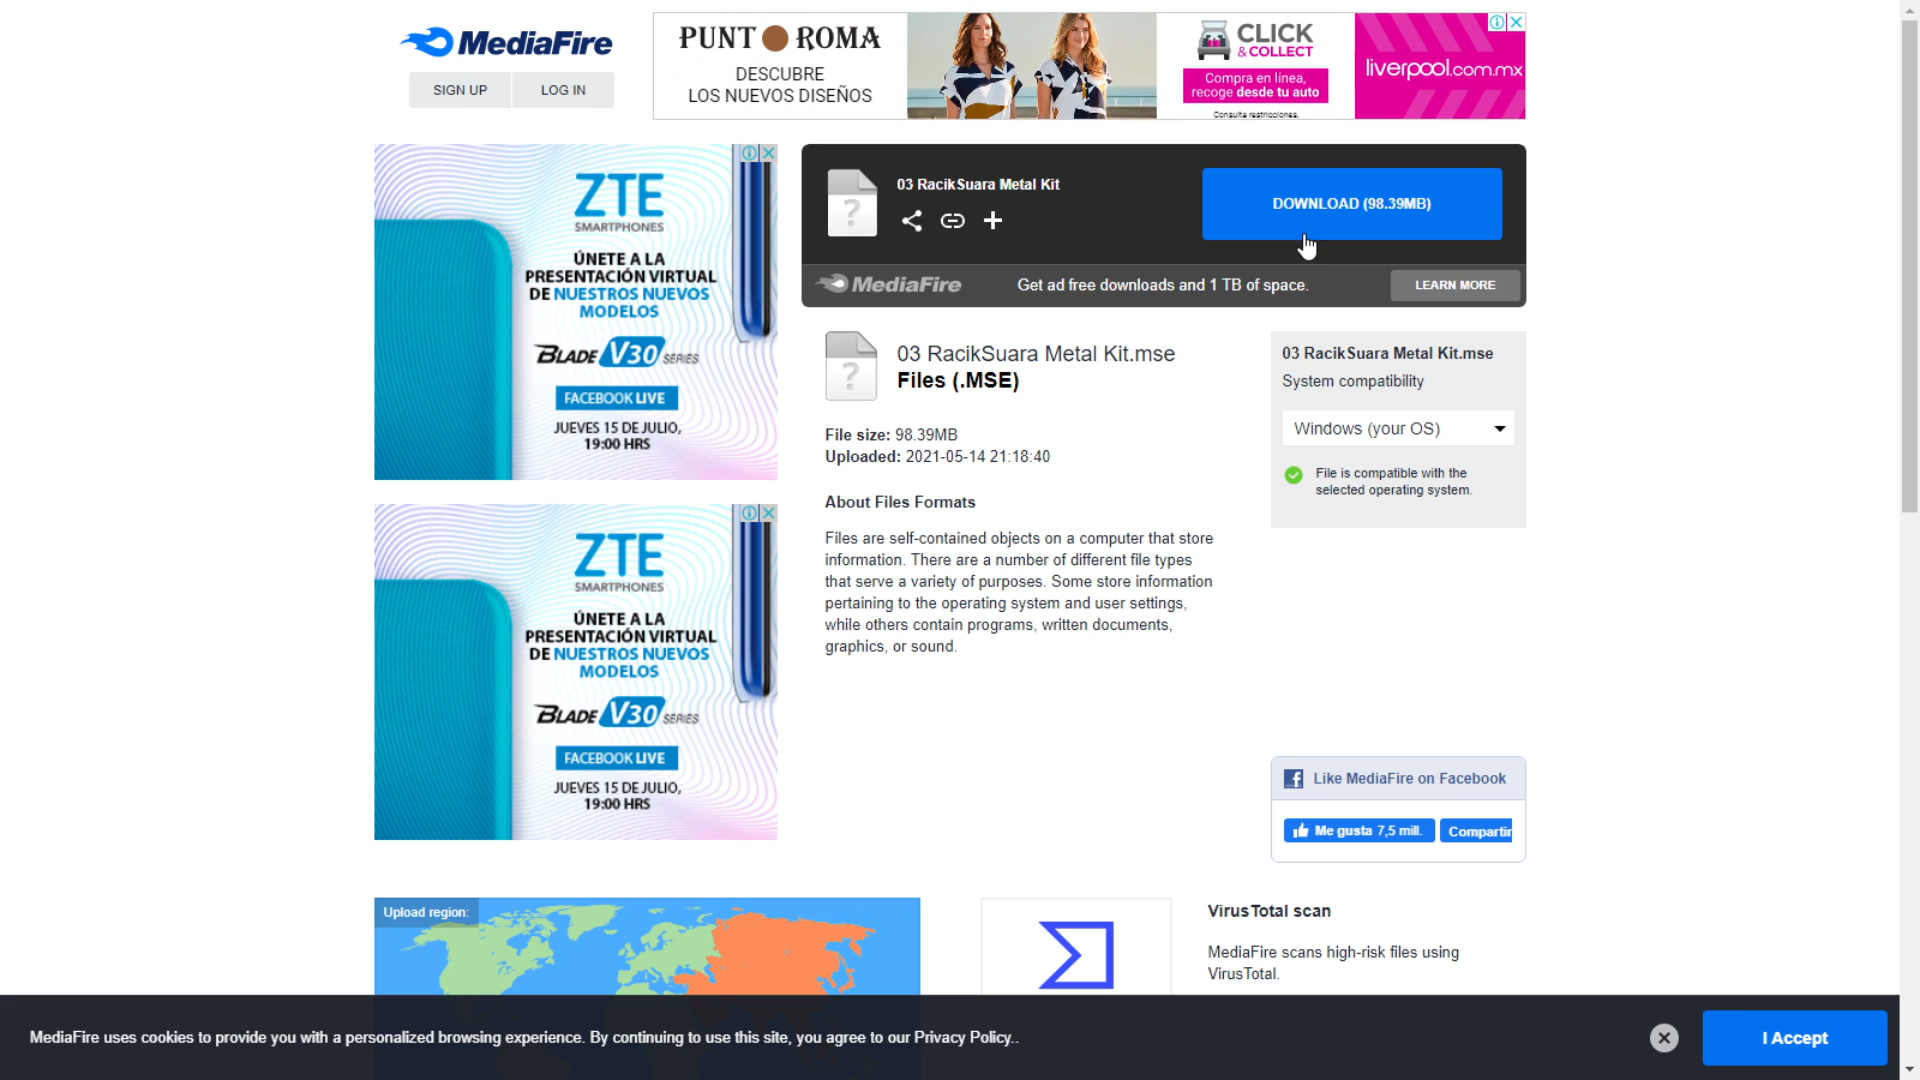 MediaFire
SIGN UP
LOG IN
PUNT ROMA
DESCUBRE
LOS NUEVOS DISEÑOS
CLICK
& COLLECT
Compra en línea,
recoge desde tu auto
Consulta restricciones.
liverpool.com.mx
ZTE
SMARTPHONES
ÚNETE A LA
PRESENTACIÓN VIRTUAL
DE NUESTROS NUEVOS
MODELOS
BLADE V30 SERIES
FACEBOOK LIVE
JUEVES 15 DE JULIO,
19:00 HRS
03 RacikSuara Metal Kit
DOWNLOAD (98.39MB)
MediaFire
Get ad free downloads and 1 TB of space.
LEARN MORE
03 RacikSuara Metal Kit.mse
Files (.MSE)
File size: 98.39MB
Uploaded: 2021-05-14 21:18:40
About Files Formats
Files are self-contained objects on a computer that store
information. There are a number of different file types
that serve a variety of purposes. Some store information
pertaining to the operating system and user settings,
while others contain programs, written documents,
graphics, or sound.
03 RacikSuara Metal Kit.mse
System compatibility
Windows (your OS)
File is compatible with the
selected operating system.
ZTE
SMARTPHONES
ÚNETE A LA
PRESENTACIÓN VIRTUAL
DE NUESTROS NUEVOS
MODELOS
BLADE V30 SERIES
FACEBOOK LIVE
JUEVES 15 DE JULIO,
19:00 HRS
Like MediaFire on Facebook
Me gusta 7,5 mill.
Compartir
Upload region:
VirusTotal scan
MediaFire scans high-risk files using
VirusTotal.
MediaFire uses cookies to provide you with a personalized browsing experience. By continuing to use this site, you agree to our Privacy Policy..
I Accept